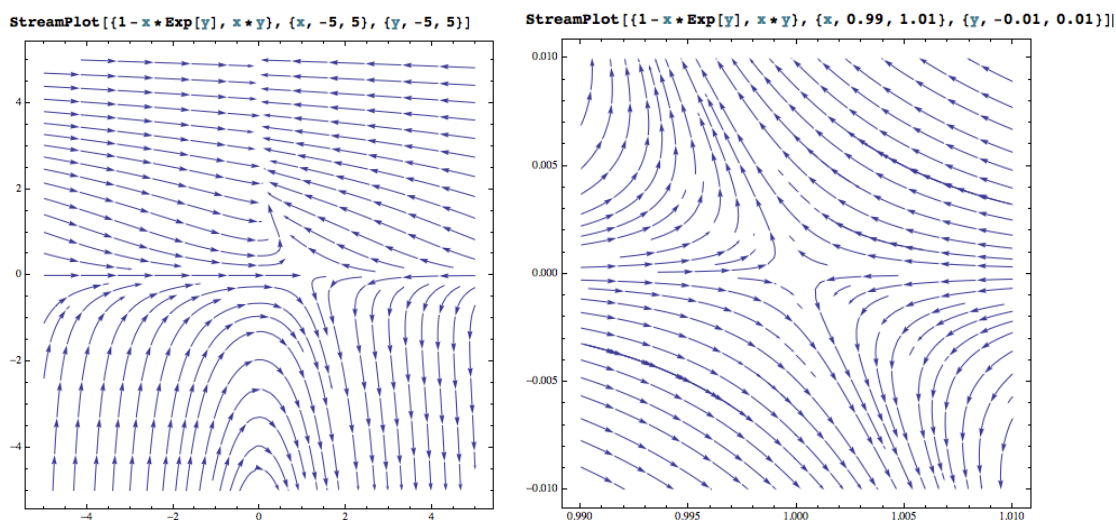 StreamPlot[{1 - x * Exp[y], x * y}, {x, -5, 5}, {y, -5, 5}]
4
2
0
-2
-4
-4 -2 0 2 4
StreamPlot[{1 - x * Exp[y], x * y}, {x, 0.99, 1.01}, {y, -0.01, 0.01}]
0.010
0.005
0.000
-0.005
-0.010
0.990 0.995 1.000 1.005 1.010